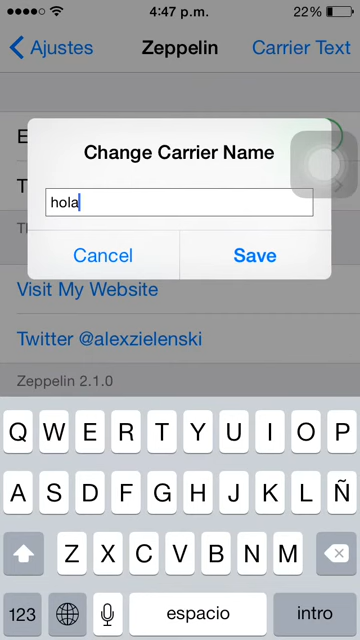 4:47 p.m. 22%
Ajustes Zeppelin Carrier Text
Change Carrier Name
hola
Cancel Save
Visit My Website
Twitter @alexzielenski
Zeppelin 2.1.0
Q W E R T Y U I O P
A S D F G H J K L Ñ
Z X C V B N M
123 espacio intro